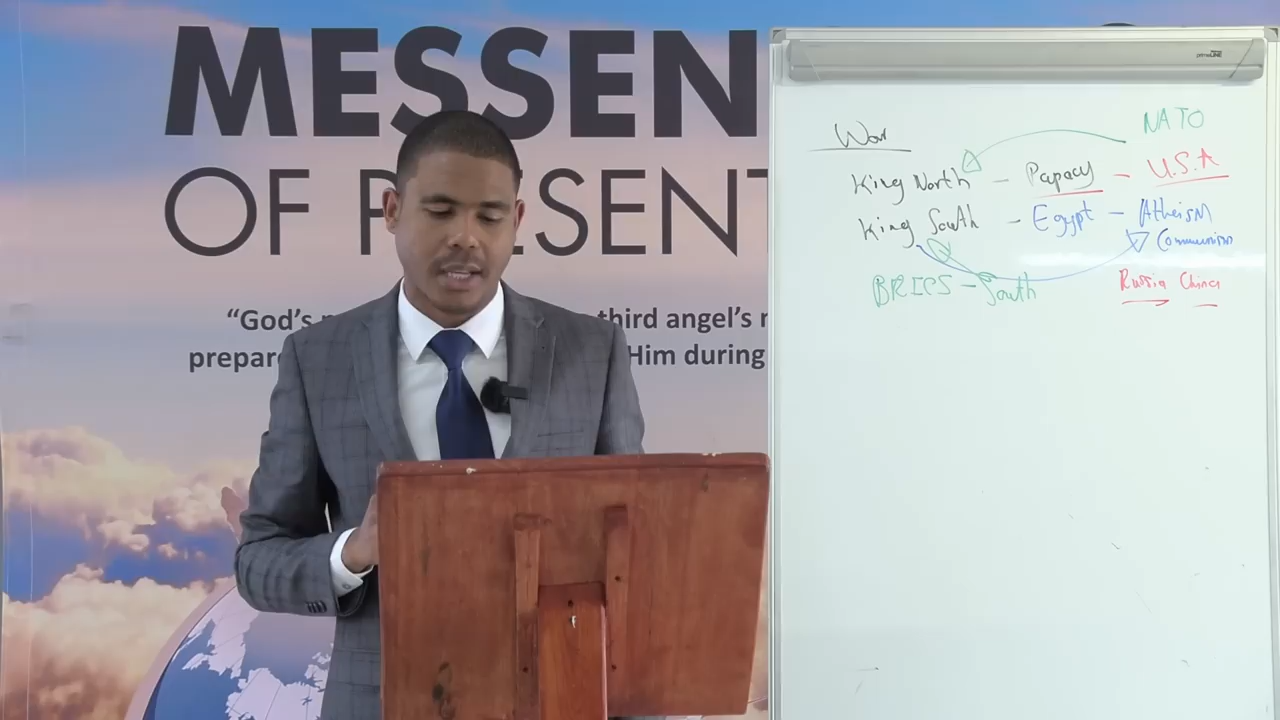 MESSEN
OF PRESENT
“God’s third angel’s
prepar Him during
War
NATO
King North – Papacy – U.S.A
King South – Egypt – Atheism
Communism
BRICS – South
Russia China